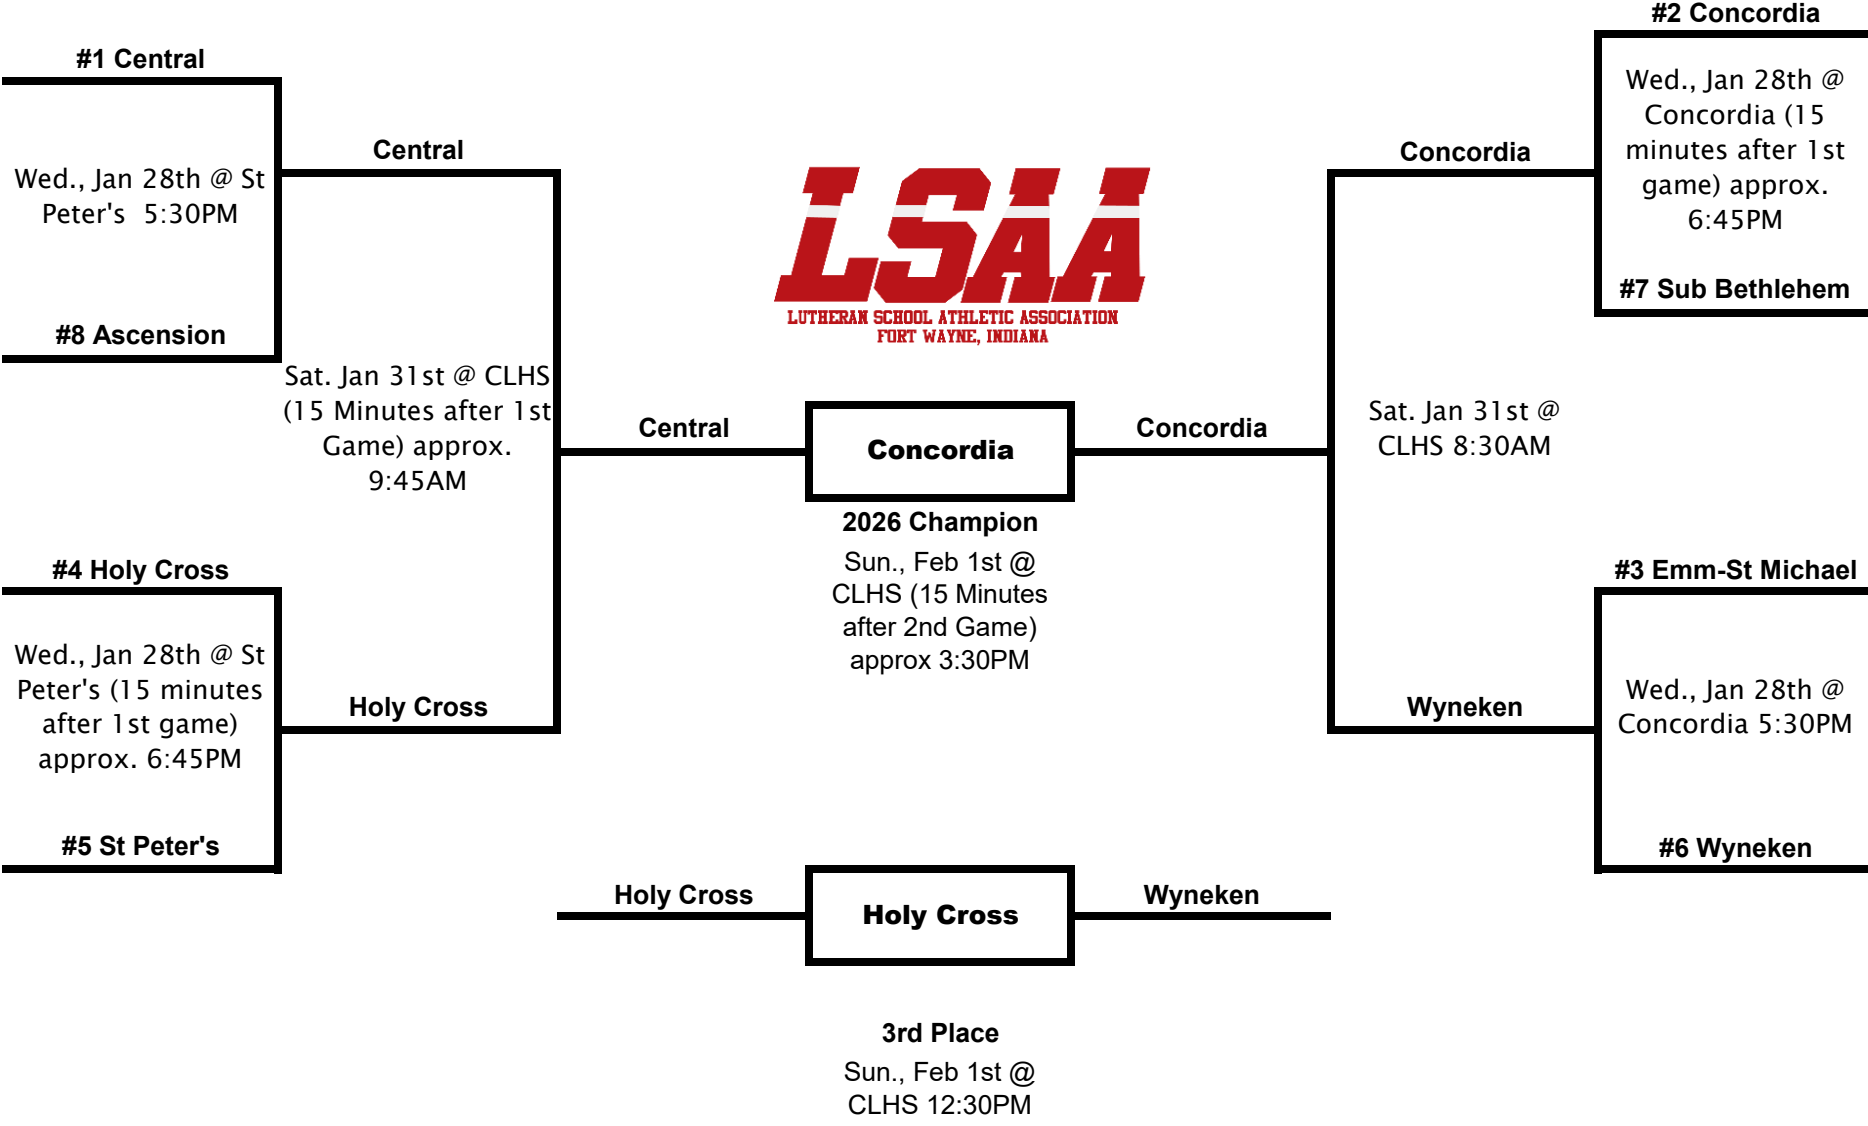 #1 Central
Wed., Jan 28th @ St
Peter's  5:30PM
#8 Ascension
Central
Sat. Jan 31st @ CLHS
(15 Minutes after 1st
Game) approx.
9:45AM
#4 Holy Cross
Wed., Jan 28th @ St
Peter's (15 minutes
after 1st game)
approx. 6:45PM
#5 St Peter's
Holy Cross
LSAA
LUTHERAN SCHOOL ATHLETIC ASSOCIATION
FORT WAYNE, INDIANA
Central
Concordia
Concordia
2026 Champion
Sun., Feb 1st @
CLHS (15 Minutes
after 2nd Game)
approx 3:30PM
Holy Cross
Holy Cross
Wyneken
3rd Place
Sun., Feb 1st @
CLHS 12:30PM
#2 Concordia
Wed., Jan 28th @
Concordia (15
minutes after 1st
game) approx.
6:45PM
#7 Sub Bethlehem
Concordia
Sat. Jan 31st @
CLHS 8:30AM
#3 Emm-St Michael
Wed., Jan 28th @
Concordia 5:30PM
#6 Wyneken
Wyneken